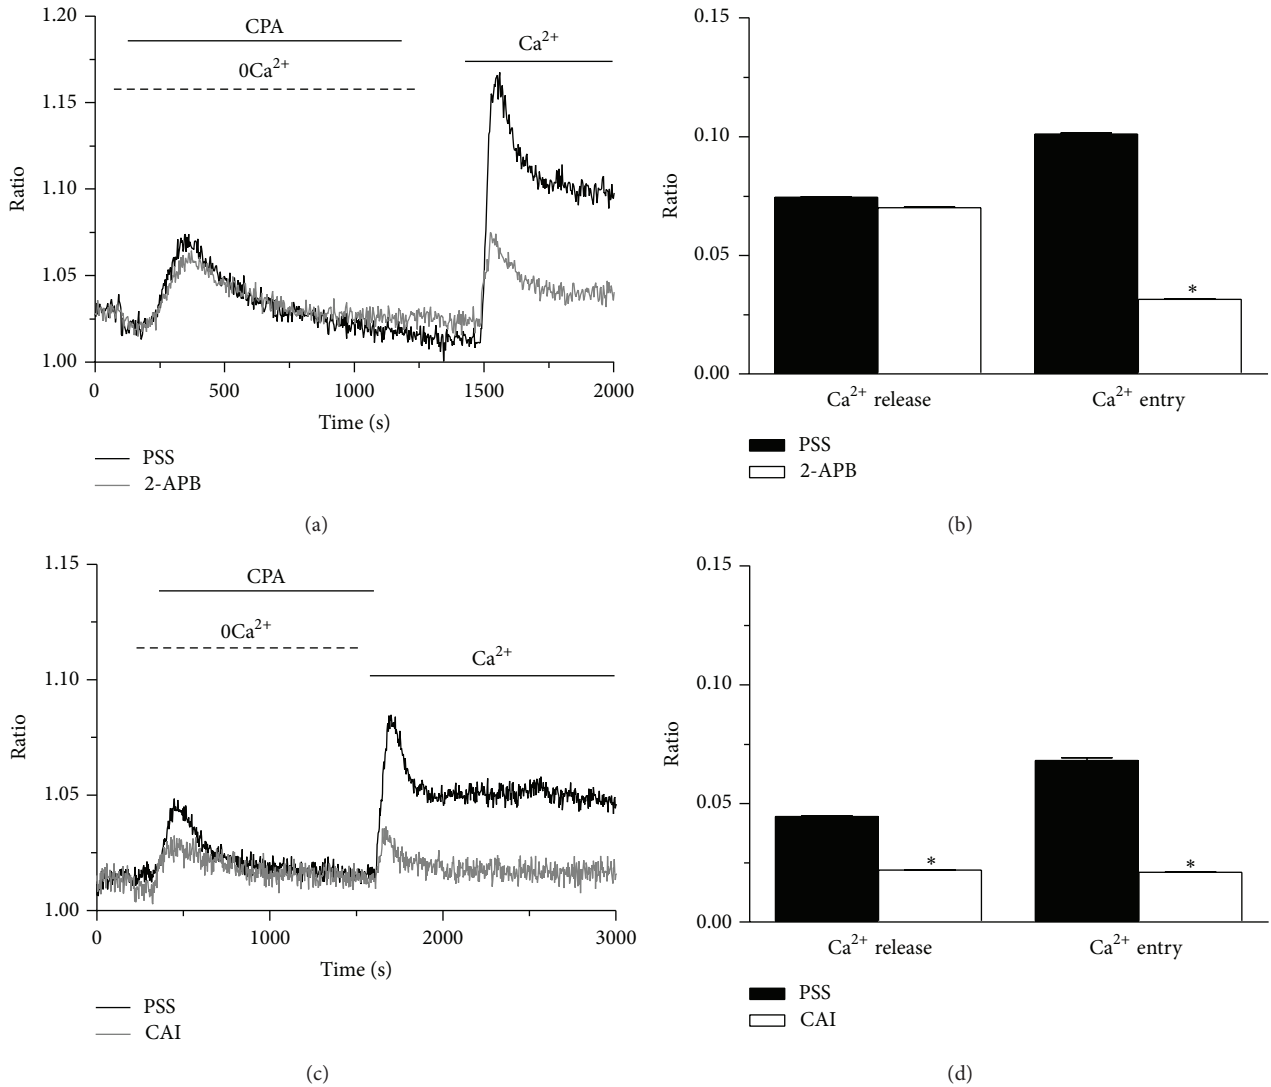 1.20
1.15
1.10
1.05
1.00
Ratio
CPA
0Ca²⁺
Ca²⁺
0
500
1000
1500
2000
Time (s)
PSS
2-APB
(a)
0.15
0.10
0.05
0.00
Ratio
*
Ca²⁺ release
Ca²⁺ entry
PSS
2-APB
(b)
1.15
1.10
1.05
1.00
Ratio
CPA
0Ca²⁺
Ca²⁺
0
1000
2000
3000
Time (s)
PSS
CAI
(c)
0.15
0.10
0.05
0.00
Ratio
*
*
Ca²⁺ release
Ca²⁺ entry
PSS
CAI
(d)